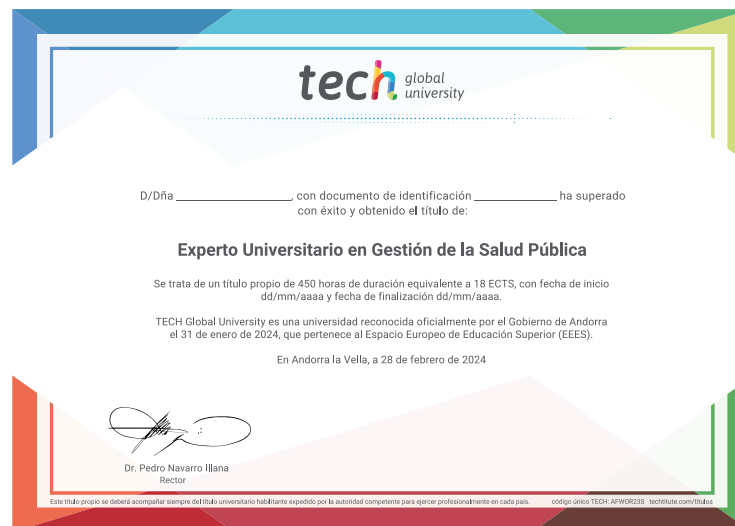 tech global university
D/Dña ____________, con documento de identificación ____________ ha superado
con éxito y obtenido el título de:
Experto Universitario en Gestión de la Salud Pública
Se trata de un título propio de 450 horas de duración equivalente a 18 ECTS, con fecha de inicio
dd/mm/aaaa y fecha de finalización dd/mm/aaaa.
TECH Global University es una universidad reconocida oficialmente por el Gobierno de Andorra
el 31 de enero de 2024, que pertenece al Espacio Europeo de Educación Superior (EEES).
En Andorra la Vella, a 28 de febrero de 2024
Dr. Pedro Navarro Illana
Rector
Este título propio se deberá acompañar siempre del título universitario habilitante expedido por la autoridad competente para ejercer profesionalmente en cada país. código único TECH: AFWOR23S techtitute.com/titulos